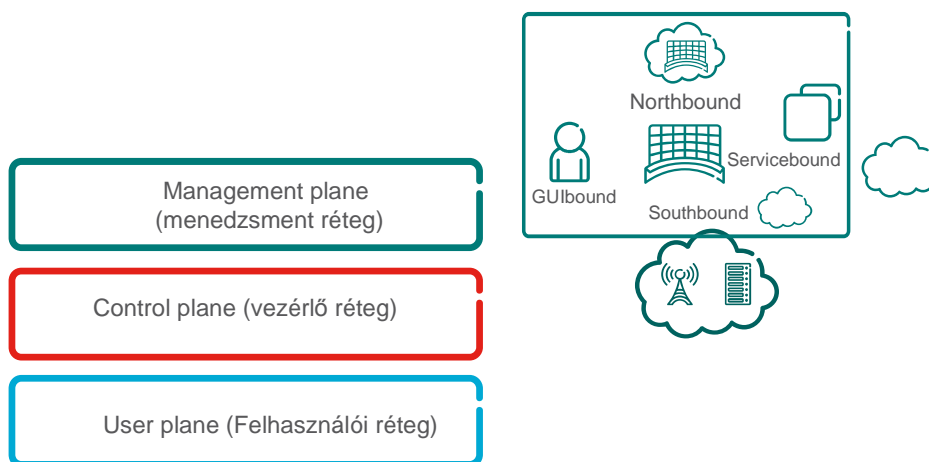 Northbound
Servicebound
GUIbound
Southbound
Management plane
(menedzsment réteg)
Control plane (vezérlő réteg)
User plane (Felhasználói réteg)